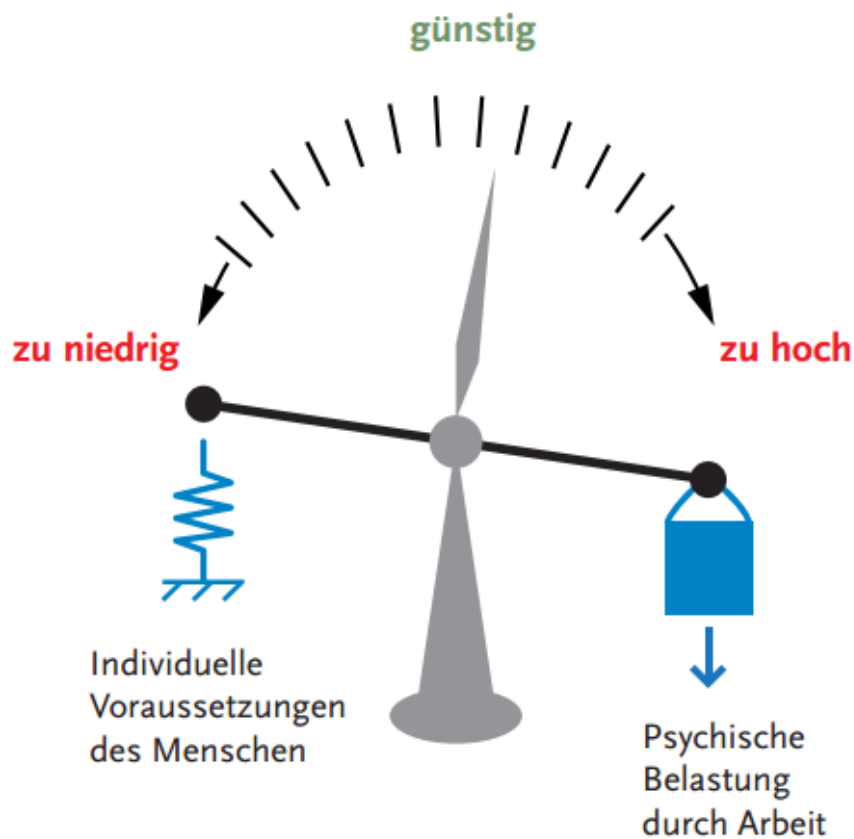 günstig
zu niedrig
zu hoch
Individuelle
Voraussetzungen
des Menschen
Psychische
Belastung
durch Arbeit